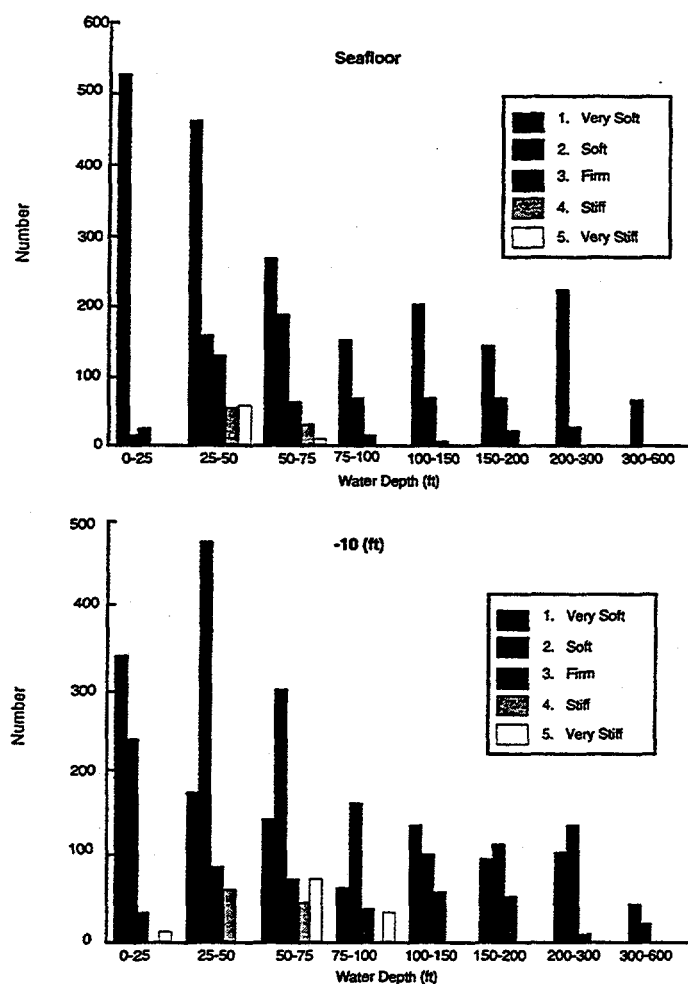 Seafloor
600
500
400
300
200
100
0
Number
1. Very Soft
2. Soft
3. Firm
4. Stiff
5. Very Stiff
0-25 25-50 50-75 75-100 100-150 150-200 200-300 300-600
Water Depth (ft)
-10 (ft)
500
400
300
200
100
0
Number
1. Very Soft
2. Soft
3. Firm
4. Stiff
5. Very Stiff
0-25 25-50 50-75 75-100 100-150 150-200 200-300 300-600
Water Depth (ft)